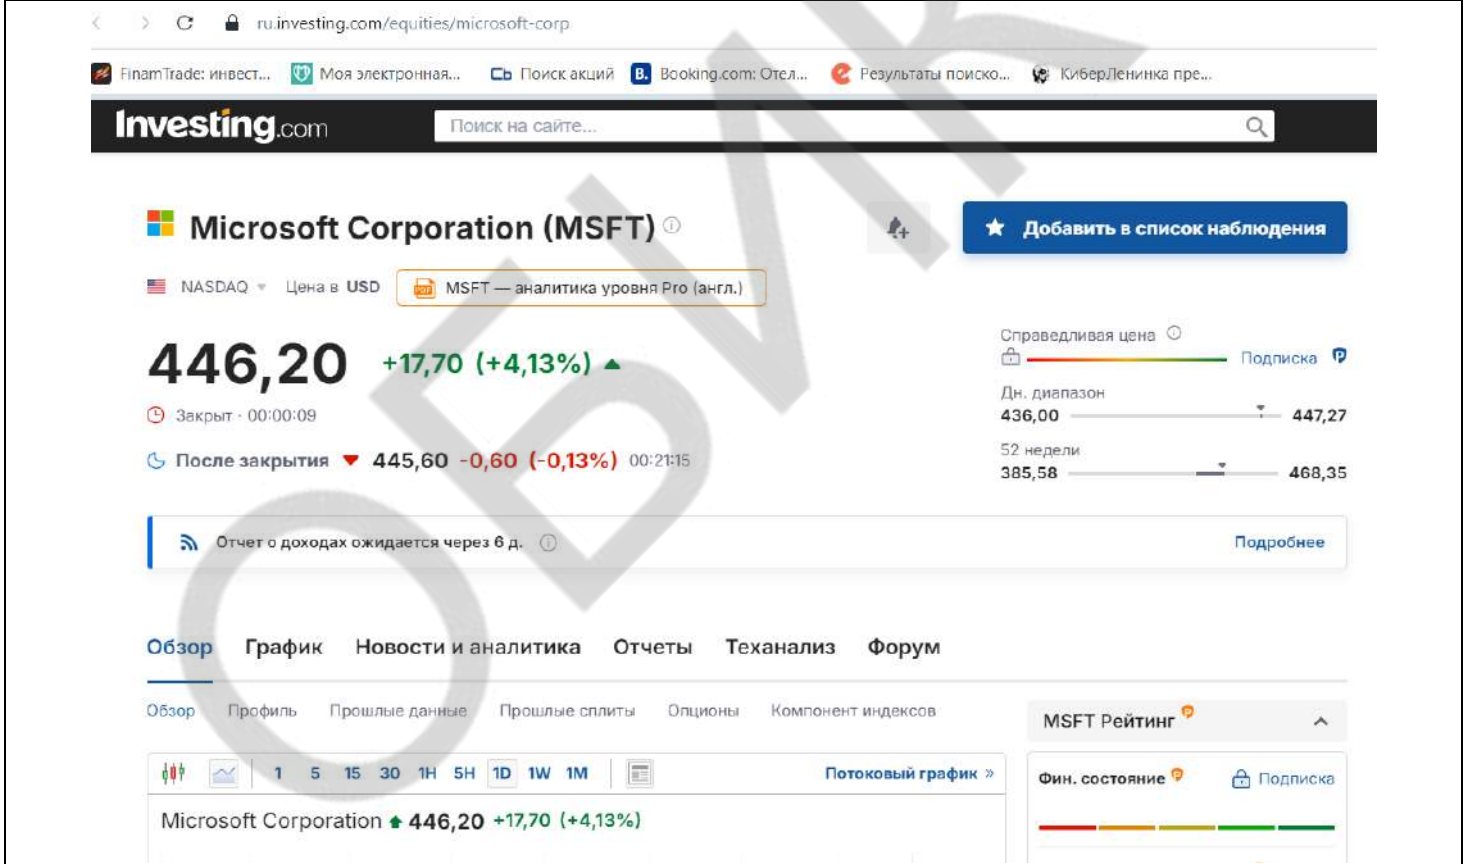 ru.investing.com/equities/microsoft-corp
FinamTrade: инвест... Моя электронная... Сь Поиск акций B. Booking.com: Отел... Результаты поиско... КиберЛенинка пре...
Investing.com Поиск на сайте...
Microsoft Corporation (MSFT)
Добавить в список наблюдения
NASDAQ Цена в USD PDF MSFT — аналитика уровня Pro (англ.)
446,20 +17,70 (+4,13%)
Справедливая цена
Подписка
Закрыт · 00:00:09
Дн. диапазон
436,00 447,27
После закрытия 445,60 -0,60 (-0,13%) 00:21:15
52 недели
385,58 468,35
Отчет о доходах ожидается через 6 д. Подробнее
Обзор График Новости и аналитика Отчеты Теханализ Форум
Обзор Профиль Прошлые данные Прошлые сплиты Опционы Компонент индексов
MSFT Рейтинг
1 5 15 30 1H 5H 1D 1W 1M Потоковый график »
Фин. состояние Подписка
Microsoft Corporation 446,20 +17,70 (+4,13%)
ОБИК